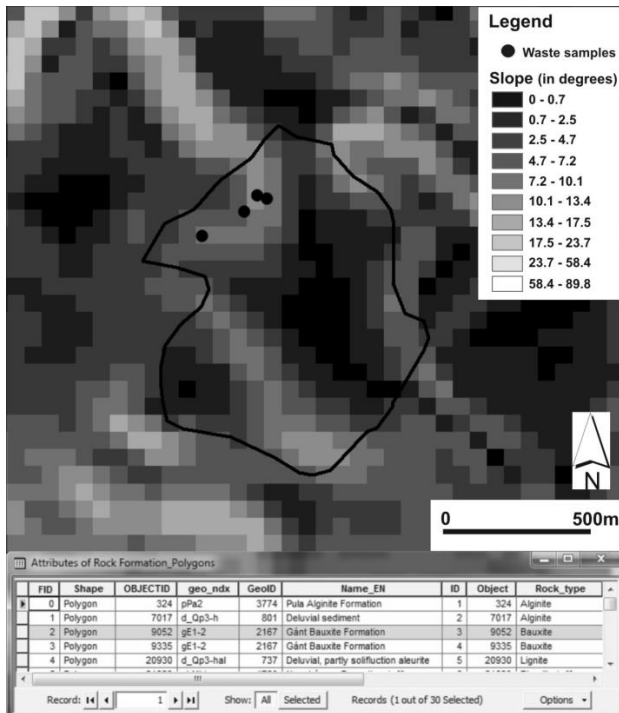 Legend
Waste samples
Slope (in degrees)
0 - 0.7
0.7 - 2.5
2.5 - 4.7
4.7 - 7.2
7.2 - 10.1
10.1 - 13.4
13.4 - 17.5
17.5 - 23.7
23.7 - 58.4
58.4 - 89.8
N
0 500m
Attributes of Rock Formation_Polygons
FID Shape OBJECTID geo_ndx GeoID Name_EN ID Object Rock_type
0 Polygon 324 pPa2 3774 Pula Alginite Formation 1 324 Alginite
1 Polygon 7017 d_Qp3-h 801 Deluvial sediment 2 7017 Alginite
2 Polygon 9052 gE1-2 2167 Gánt Bauxite Formation 3 9052 Bauxite
3 Polygon 9335 gE1-2 2167 Gánt Bauxite Formation 4 9335 Bauxite
4 Polygon 20930 d_Qp3-hal 737 Deluvial, partly solifluction aleurite 5 20930 Lignite
Record: 1 Show: All Selected Records (1 out of 30 Selected) Options